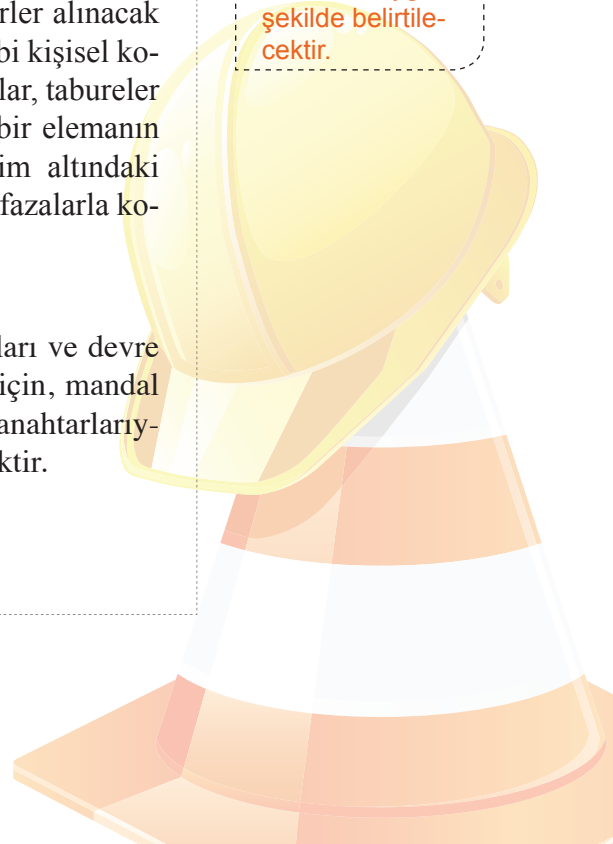 rler alınacak
bi kişisel ko-
lar, tabureler
bir elemanın
im altındaki
fazalarla ko-
ları ve devre
için, mandal
anahtarlarıy-
ktir.
şekilde belirtile-
cektir.